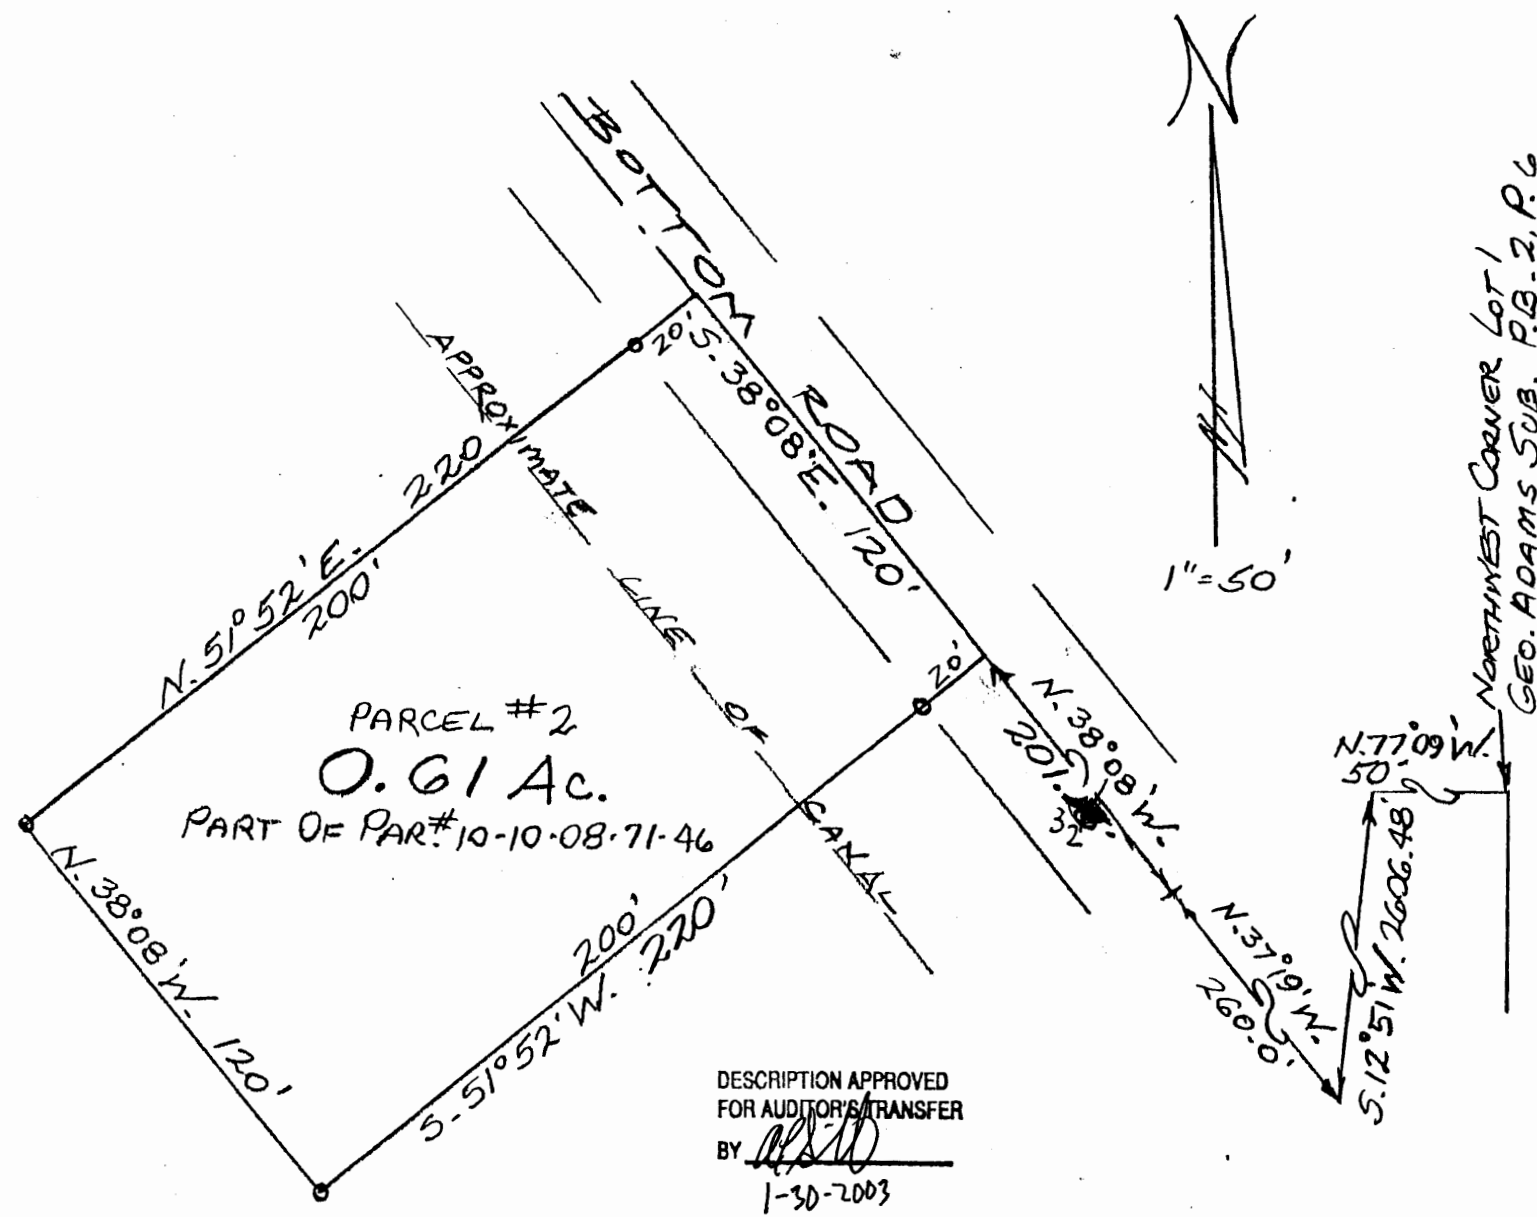 N
1"=50'
BOTTOM ROAD
NORTHWEST CORNER LOT 1
GEO. ADAMS SUB. P.B.-2, P.6
20'
S. 38°08'E. 120'
APPROXIMATE LINE OF CANAL
N. 51°52'E. 220
200'
PARCEL #2
0.61 Ac.
PART OF PAR.# 10-10-08-71-46
20'
N. 38°08'W.
201.
32
N. 77°09'W.
50'
S. 12°51'W. 2606.48'
N. 37°19'W.
260.0'
N. 38°08'W. 120'
200'
S. 51°52'W. 220'
DESCRIPTION APPROVED
FOR AUDITOR'S TRANSFER
BY
1-30-2003